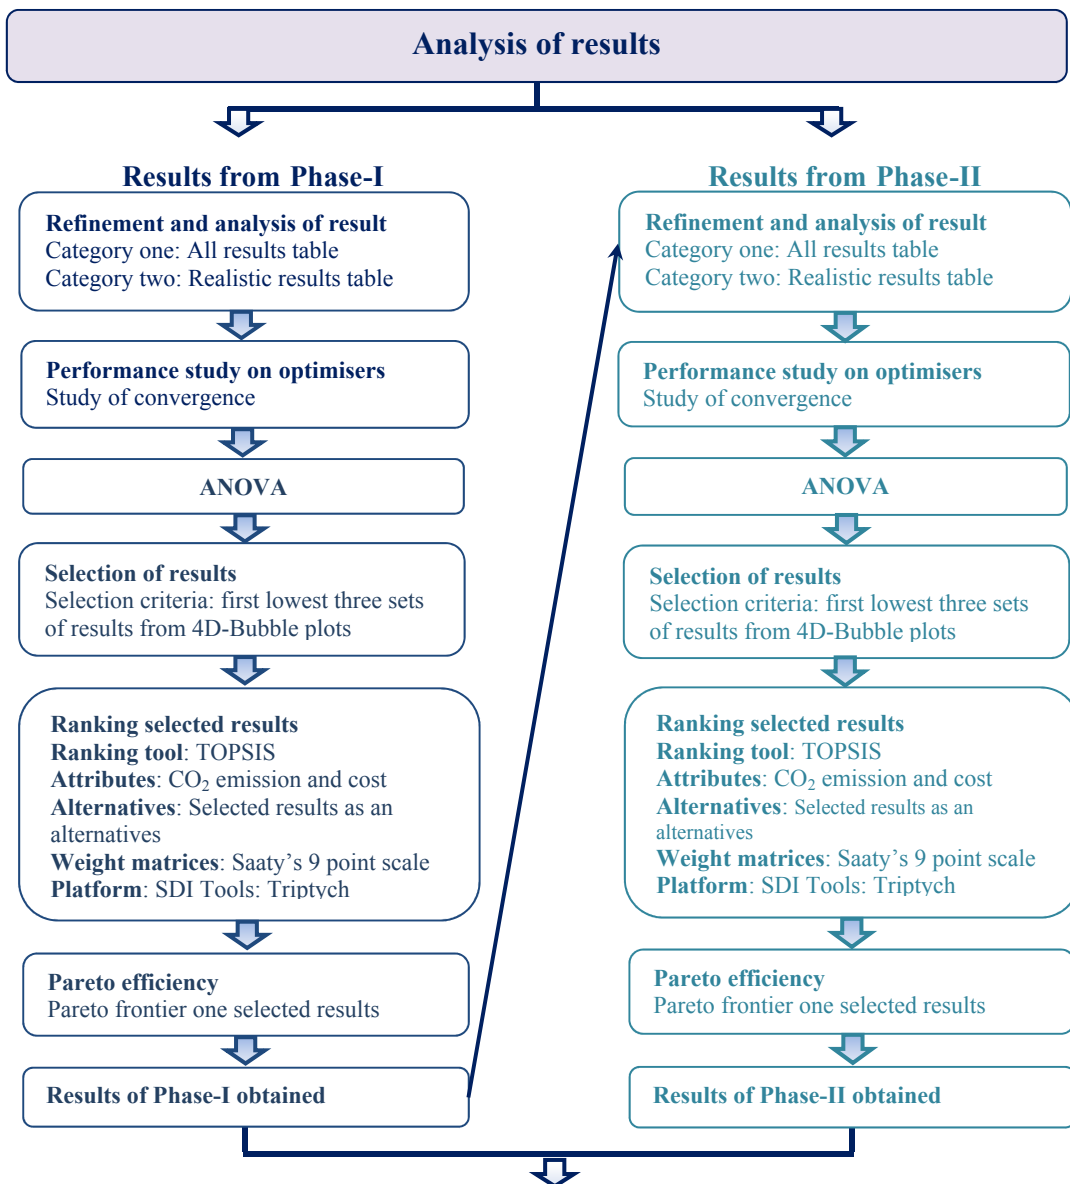 Analysis of results
Results from Phase-I
Refinement and analysis of result
Category one: All results table
Category two: Realistic results table
Performance study on optimisers
Study of convergence
ANOVA
Selection of results
Selection criteria: first lowest three sets
of results from 4D-Bubble plots
Ranking selected results
Ranking tool: TOPSIS
Attributes: CO₂ emission and cost
Alternatives: Selected results as an
alternatives
Weight matrices: Saaty’s 9 point scale
Platform: SDI Tools: Triptych
Pareto efficiency
Pareto frontier one selected results
Results of Phase-I obtained
Results from Phase-II
Refinement and analysis of result
Category one: All results table
Category two: Realistic results table
Performance study on optimisers
Study of convergence
ANOVA
Selection of results
Selection criteria: first lowest three sets
of results from 4D-Bubble plots
Ranking selected results
Ranking tool: TOPSIS
Attributes: CO₂ emission and cost
Alternatives: Selected results as an
alternatives
Weight matrices: Saaty’s 9 point scale
Platform: SDI Tools: Triptych
Pareto efficiency
Pareto frontier one selected results
Results of Phase-II obtained